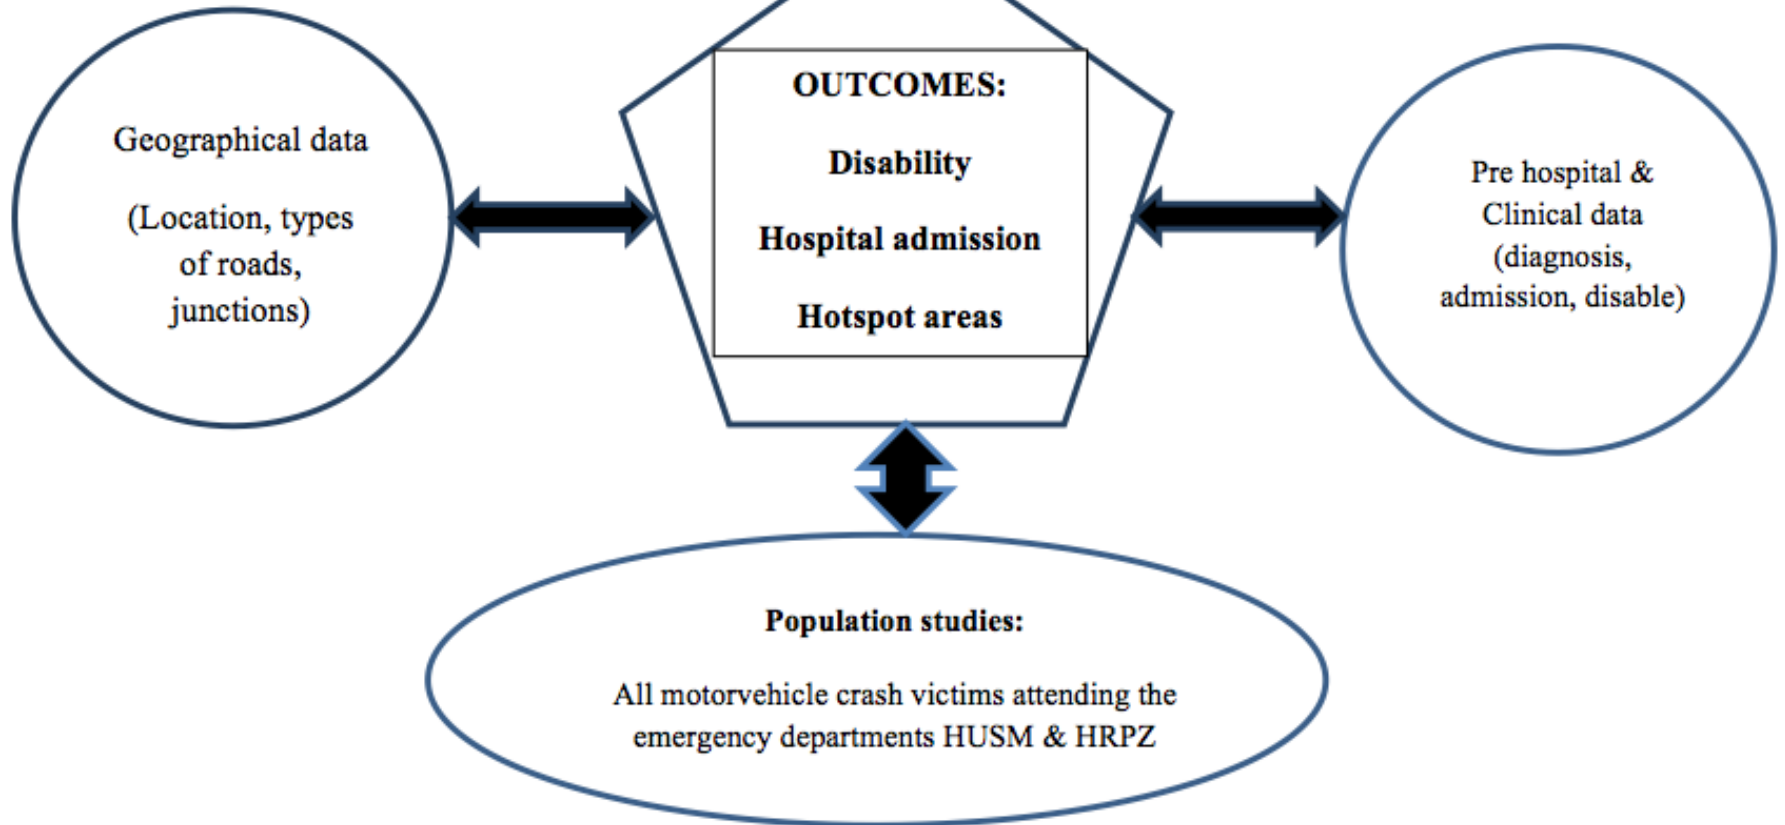 Geographical data
(Location, types
of roads,
junctions)
OUTCOMES:
Disability
Hospital admission
Hotspot areas
Pre hospital &
Clinical data
(diagnosis,
admission, disable)
Population studies:
All motorvehicle crash victims attending the
emergency departments HUSM & HRPZ